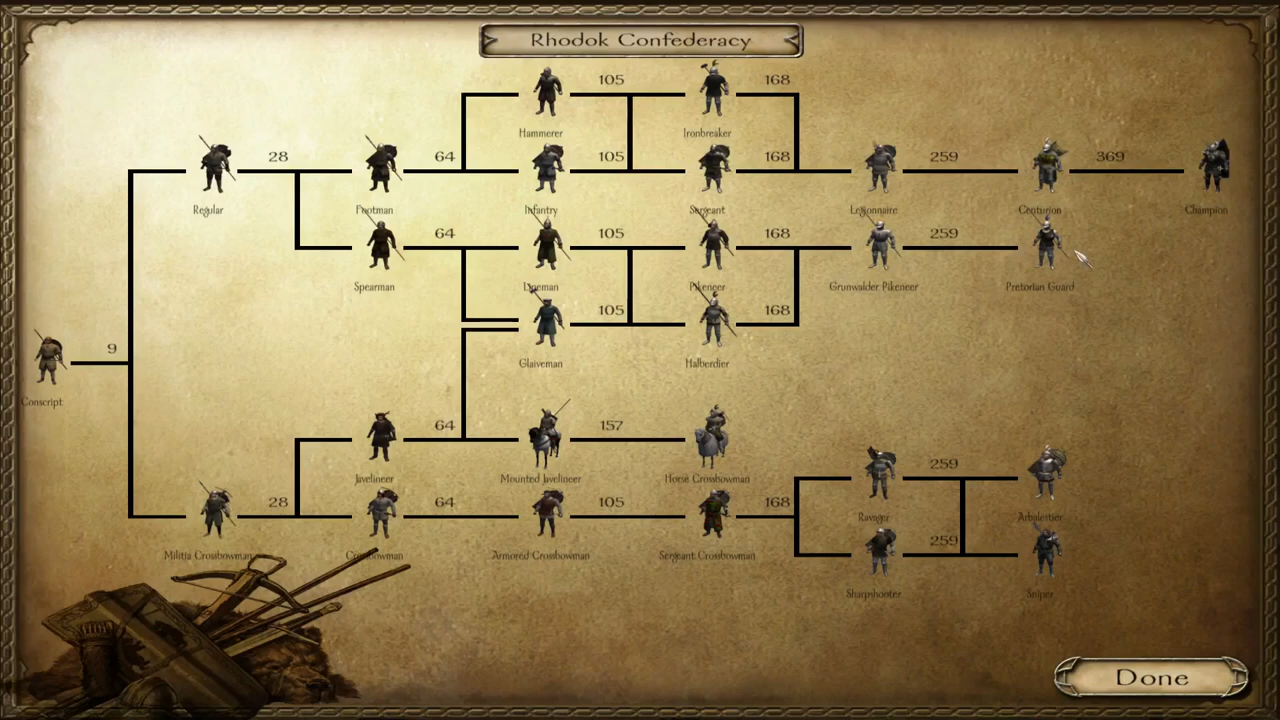 Rhodok Confederacy
105 168
Hammerer Ironbreaker
28 64 105 168 259 369
Regular Footman Infantry Sergeant Legionnaire Centurion Champion
64 105 168 259
Spearman Lineman Pikeneer Grunwalder Pikeneer Pretorian Guard
105 168
9
Glaiveman Halberdier
Conscript
64 157
259
Javelineer Mounted Javelineer Horse Crossbowman
28 64 105 168
Ravager Arbalestier
259
Militia Crossbowman Crossbowman Armored Crossbowman Sergeant Crossbowman
Sharpshooter Sniper
Done